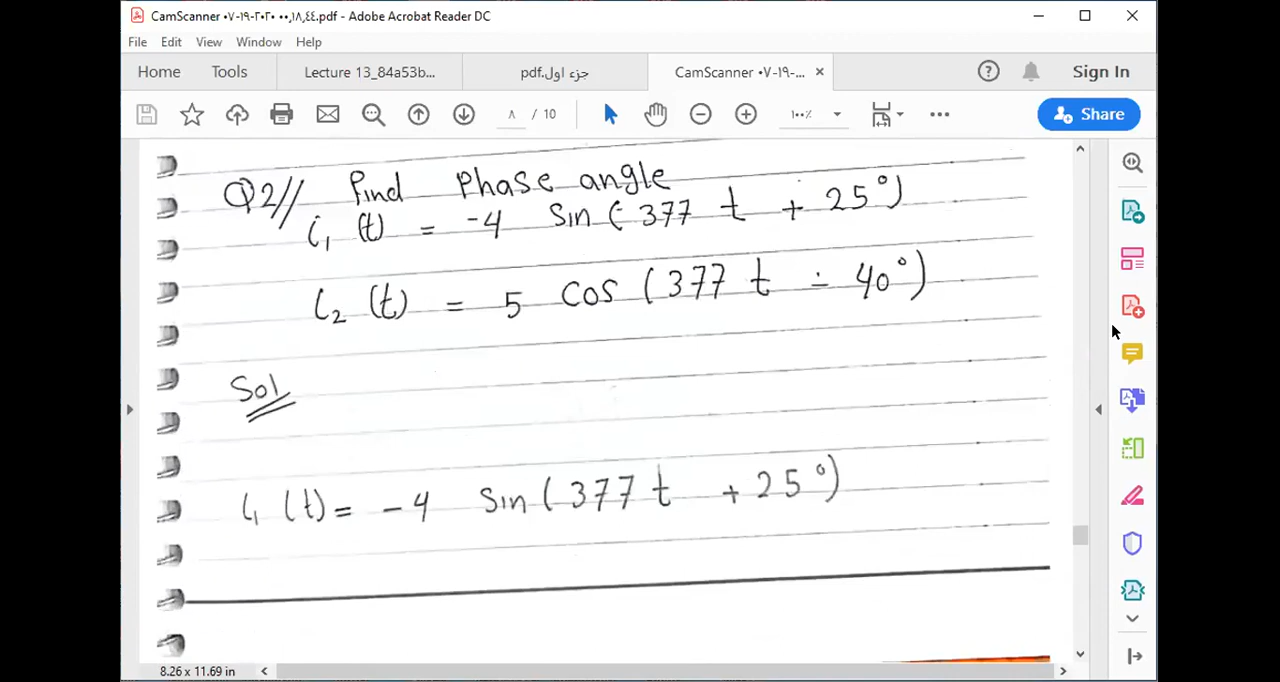 CamScanner ٠٧-١٩-٢٠٢٠ ٠٠,١٨,٤٤.pdf - Adobe Acrobat Reader DC
File Edit View Window Help
Home Tools Lecture 13_84a53b... جزء اول.pdf CamScanner ٠٧-١٩-... × Sign In
٨ / 10 ١٠٠٪ Share
Q2// Find Phase angle
i₁ (t) = -4 Sin (377 t + 25°)
i₂ (t) = 5 Cos (377 t - 40°)
Sol
i₁ (t) = -4 Sin (377 t + 25°)
8.26 x 11.69 in